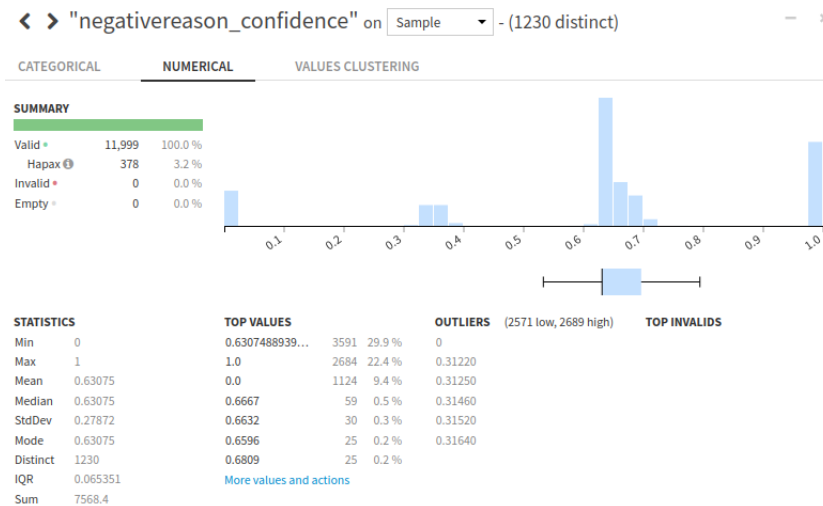 "negativereason_confidence" on Sample - (1230 distinct)
CATEGORICAL NUMERICAL VALUES CLUSTERING
SUMMARY
Valid 11,999 100.0 %
Hapax 378 3.2 %
Invalid 0 0.0 %
Empty 0 0.0 %
0.1 0.2 0.3 0.4 0.5 0.6 0.7 0.8 0.9 1.0
STATISTICS
Min 0
Max 1
Mean 0.63075
Median 0.63075
StdDev 0.27872
Mode 0.63075
Distinct 1230
IQR 0.065351
Sum 7568.4
TOP VALUES
0.6307488939... 3591 29.9 %
1.0 2684 22.4 %
0.0 1124 9.4 %
0.6667 59 0.5 %
0.6632 30 0.3 %
0.6596 25 0.2 %
0.6809 25 0.2 %
More values and actions
OUTLIERS (2571 low, 2689 high)
0
0.31220
0.31250
0.31460
0.31520
0.31640
TOP INVALIDS